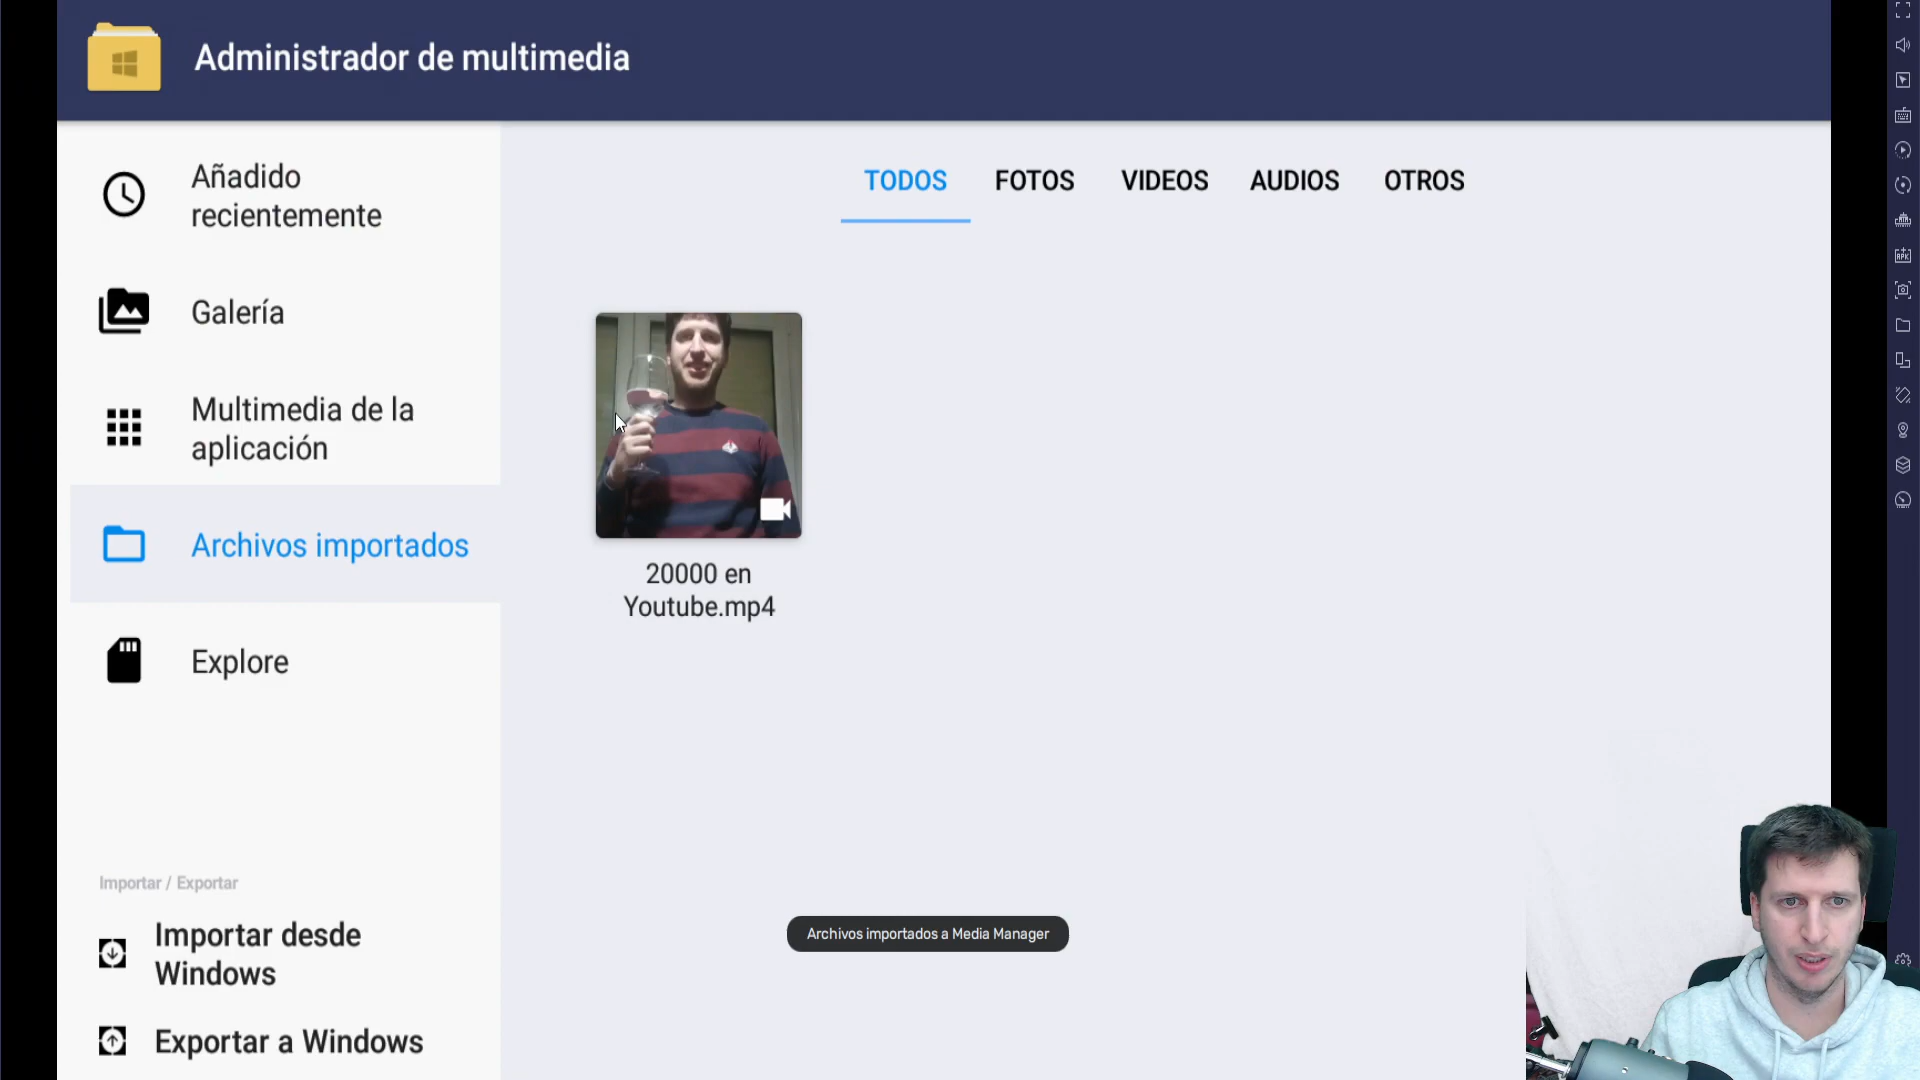 Administrador de multimedia
Añadido
recientemente
Galería
Multimedia de la
aplicación
Archivos importados
Explore
Importar / Exportar
Importar desde
Windows
Exportar a Windows
TODOS FOTOS VIDEOS AUDIOS OTROS
20000 en
Youtube.mp4
Archivos importados a Media Manager